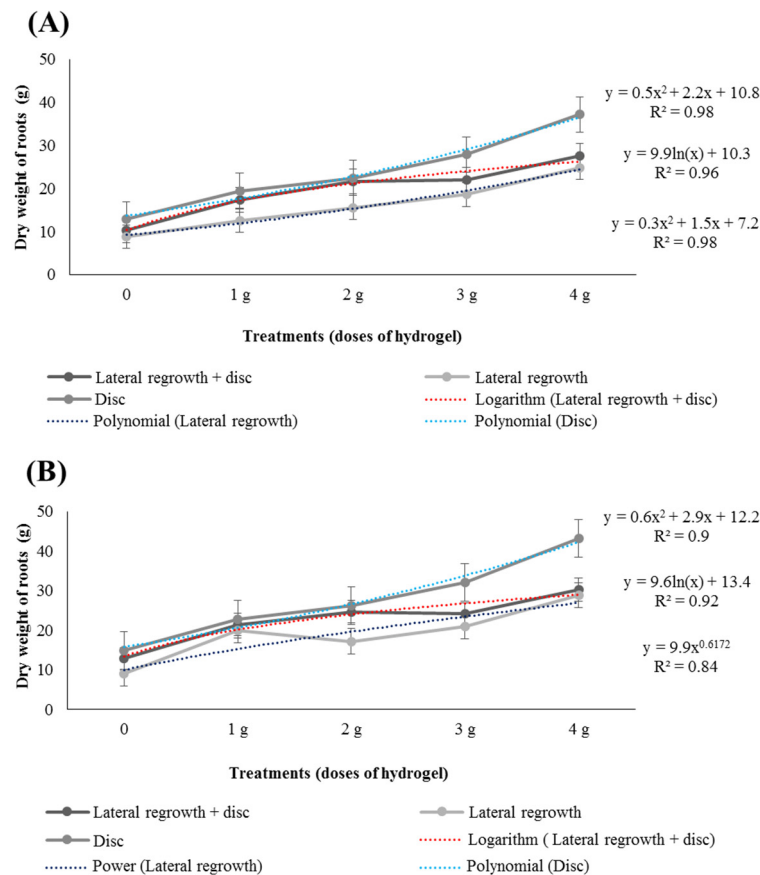 (A)
50
40
30
20
10
0
Dry weight of roots (g)
0 1 g 2 g 3 g 4 g
Treatments (doses of hydrogel)
y = 0.5x² + 2.2x + 10.8
R² = 0.98
y = 9.9ln(x) + 10.3
R² = 0.96
y = 0.3x² + 1.5x + 7.2
R² = 0.98
Lateral regrowth + disc Lateral regrowth
Disc Logarithm (Lateral regrowth + disc)
Polynomial (Lateral regrowth) Polynomial (Disc)
(B)
50
40
30
20
10
0
Dry weight of roots (g)
0 1 g 2 g 3 g 4 g
Treatments (doses of hydrogel)
y = 0.6x² + 2.9x + 12.2
R² = 0.9
y = 9.6ln(x) + 13.4
R² = 0.92
y = 9.9x⁰·⁶¹⁷²
R² = 0.84
Lateral regrowth + disc Lateral regrowth
Disc Logarithm ( Lateral regrowth + disc)
Power (Lateral regrowth) Polynomial (Disc)